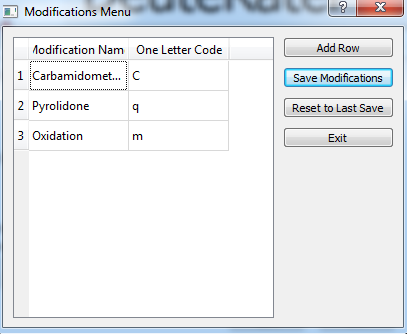 Modifications Menu
?
Modification Nam One Letter Code
1 Carbamidomet... C
2 Pyrolidone q
3 Oxidation m
Add Row
Save Modifications
Reset to Last Save
Exit